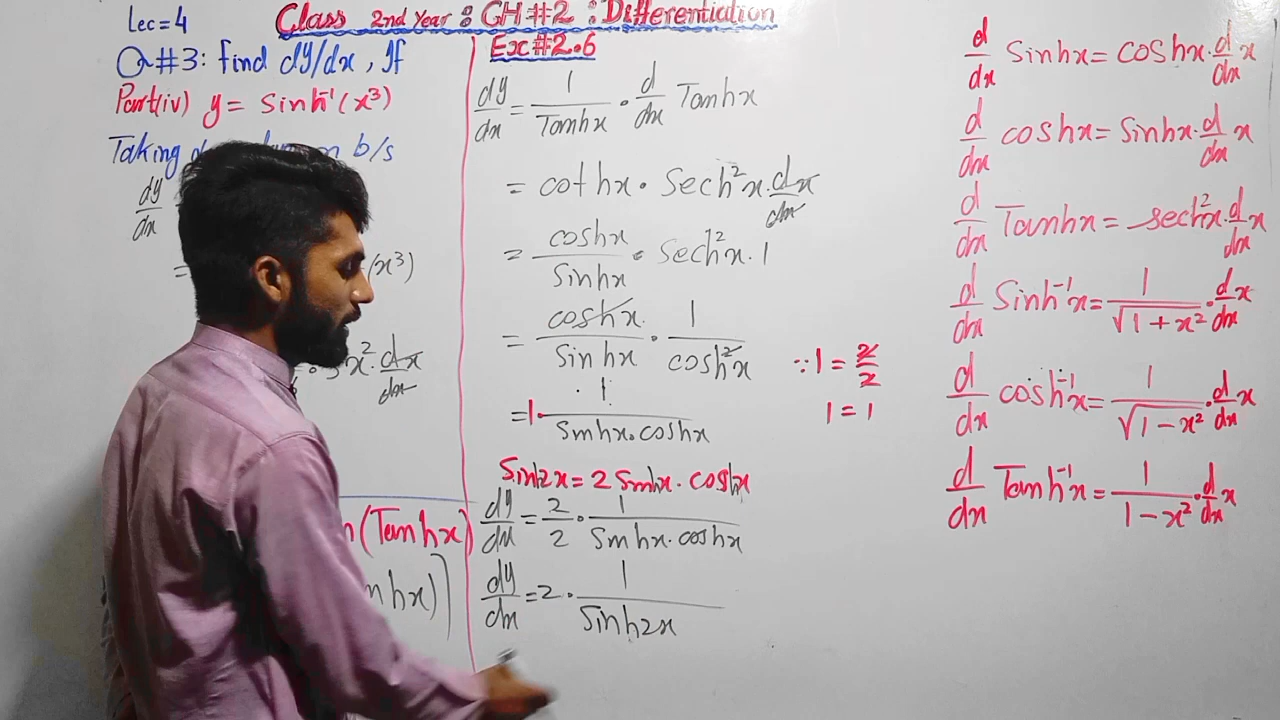 Lec=4
Class 2nd Year : CH#2 : Differentiation
Q#3: Find dy/dx, If
Part(iv) y = Sinh⁻¹(x³)
Taking b/s
dy/dx
= (x³)
x² · dx/dx
n(Tanhx)
nhx)]
Exc#2.6
dy/dx = 1/Tanhx · d/dx Tanhx
= cothx · Sech²x · dx/dx
= coshx/Sinhx · Sech²x · 1
= coshx/Sinhx · 1/cosh²x
∵ 1 = 2/2
1 = 1
= 1 · 1/Sinhx·coshx
Sinh2x = 2 Sinhx · coshx
dy/dx = 2/2 · 1/Sinhx·coshx
dy/dx = 2 · 1/Sinh2x
d/dx Sinhx = coshx · d/dx x
d/dx coshx = Sinhx · d/dx x
d/dx Tanhx = sech²x · d/dx x
d/dx Sinh⁻¹x = 1/√1+x² · d/dx x
d/dx cosh⁻¹x = 1/√1-x² · d/dx x
d/dx Tanh⁻¹x = 1/1-x² · d/dx x